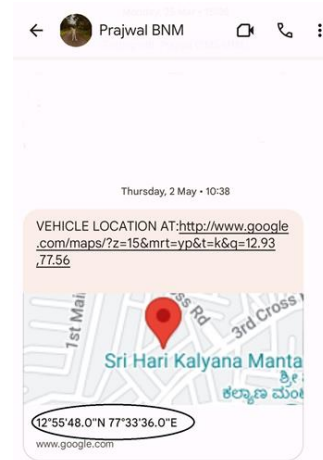 Prajwal BNM
Thursday, 2 May • 10:38
VEHICLE LOCATION AT:http://www.google
.com/maps/?z=15&mrt=yp&t=k&q=12.93
,77.56
1st Mai
ss Rd
3rd Cross
Sri Hari Kalyana Manta
ಶ್ರೀ
ಕಲ್ಯಾಣ ಮಂಟ
12°55'48.0"N 77°33'36.0"E
www.google.com